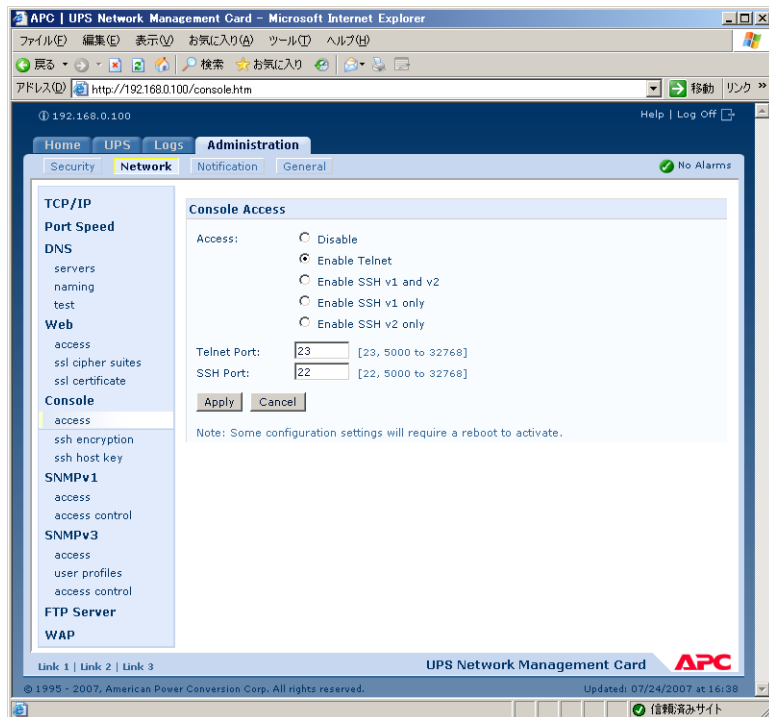 APC | UPS Network Management Card - Microsoft Internet Explorer
ファイル(F) 編集(E) 表示(V) お気に入り(A) ツール(T) ヘルプ(H)
戻る 検索 お気に入り
アドレス(D) http://192.168.0.100/console.htm 移動 リンク »
192.168.0.100 Help | Log Off
Home UPS Logs Administration
Security Network Notification General No Alarms
TCP/IP
Port Speed
DNS
servers
naming
test
Web
access
ssl cipher suites
ssl certificate
Console
access
ssh encryption
ssh host key
SNMPv1
access
access control
SNMPv3
access
user profiles
access control
FTP Server
WAP
Console Access
Access: Disable
Enable Telnet
Enable SSH v1 and v2
Enable SSH v1 only
Enable SSH v2 only
Telnet Port: 23 [23, 5000 to 32768]
SSH Port: 22 [22, 5000 to 32768]
Apply Cancel
Note: Some configuration settings will require a reboot to activate.
Link 1 | Link 2 | Link 3 UPS Network Management Card APC
© 1995 - 2007, American Power Conversion Corp. All rights reserved. Updated: 07/24/2007 at 16:38
信頼済みサイト